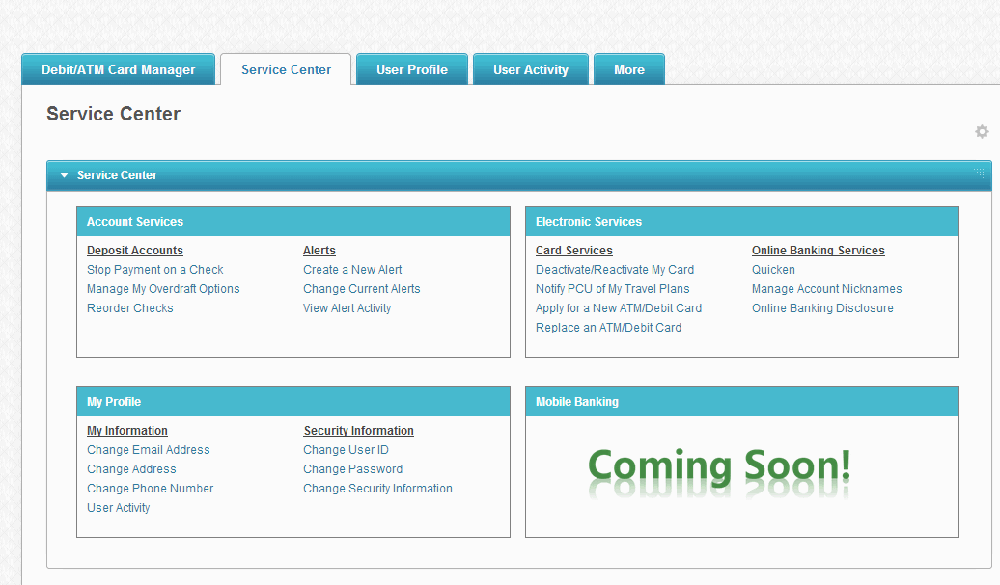 Debit/ATM Card Manager
Service Center
User Profile
User Activity
More
Service Center
Service Center
Account Services
Deposit Accounts
Stop Payment on a Check
Manage My Overdraft Options
Reorder Checks
Alerts
Create a New Alert
Change Current Alerts
View Alert Activity
Electronic Services
Card Services
Deactivate/Reactivate My Card
Notify PCU of My Travel Plans
Apply for a New ATM/Debit Card
Replace an ATM/Debit Card
Online Banking Services
Quicken
Manage Account Nicknames
Online Banking Disclosure
My Profile
My Information
Change Email Address
Change Address
Change Phone Number
User Activity
Security Information
Change User ID
Change Password
Change Security Information
Mobile Banking
Coming Soon!